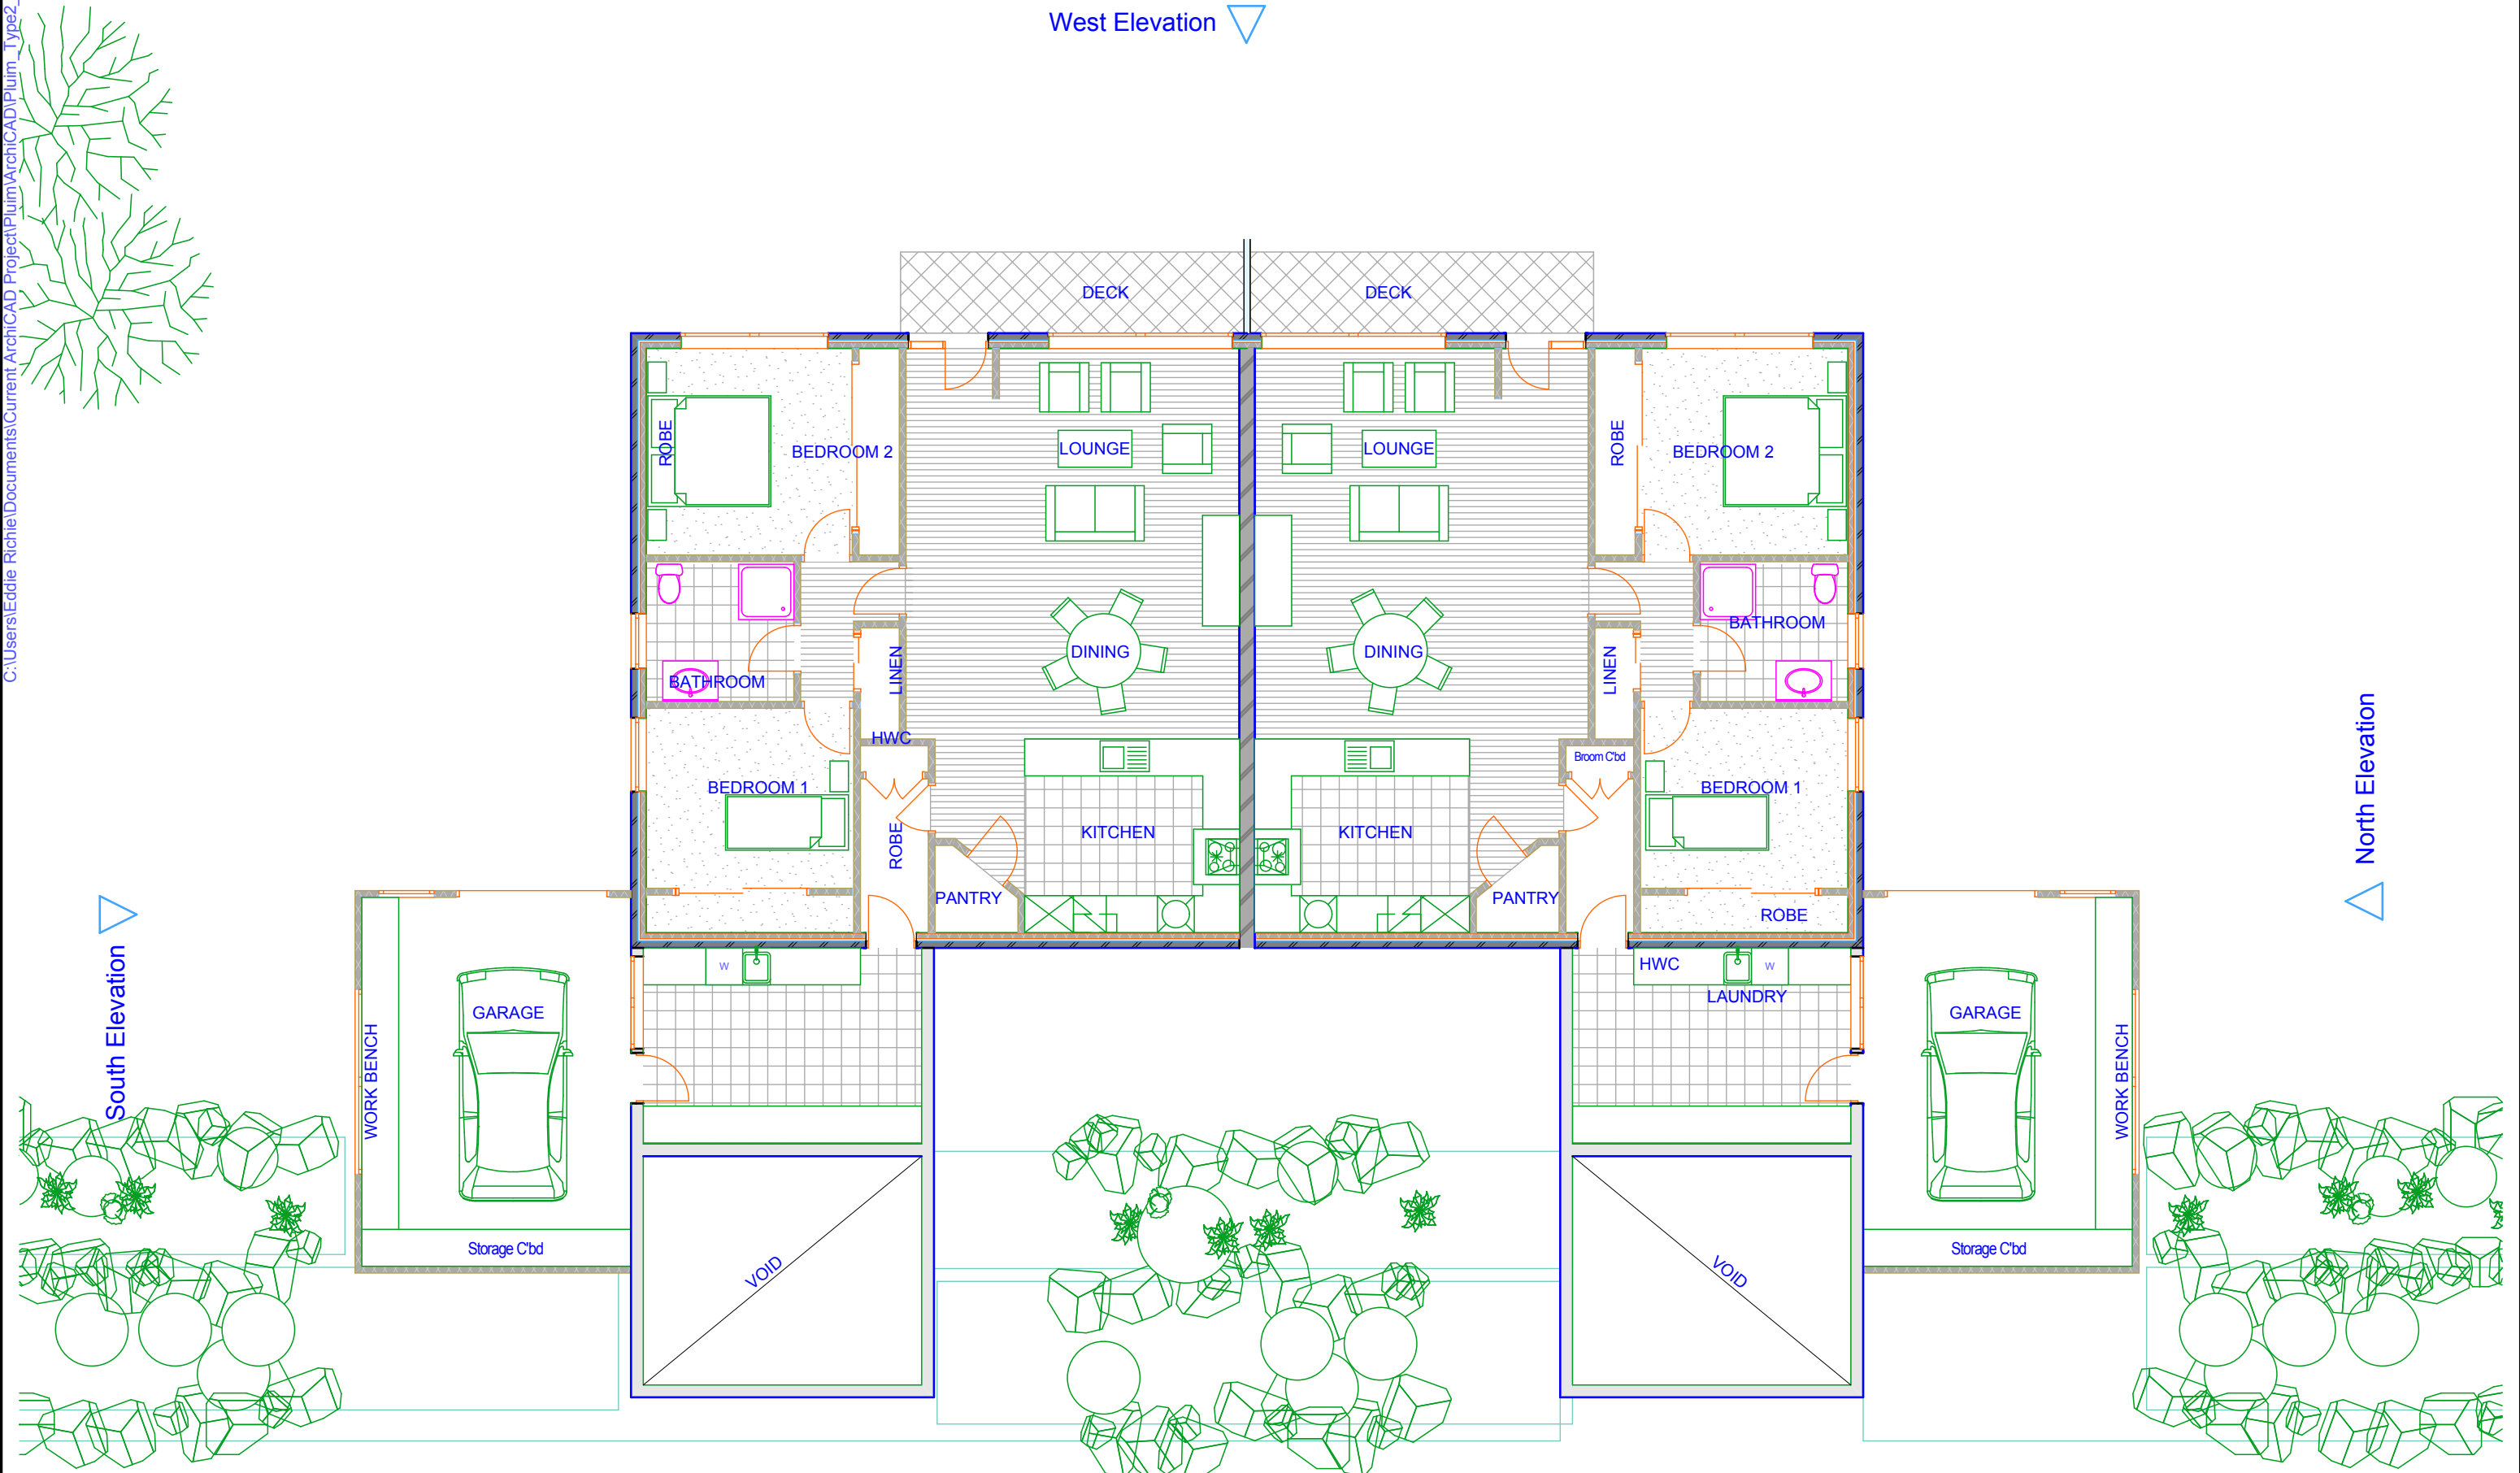 C:\Users\Eddie Richie\Documents\Current ArchiCAD Project\Pluim\ArchiCAD\Pluim_Type2_
West Elevation
DECK
DECK
ROBE
BEDROOM 2
LOUNGE
LOUNGE
ROBE
BEDROOM 2
BATHROOM
LINEN
DINING
DINING
LINEN
BATHROOM
HWC
Broom C'bd
BEDROOM 1
ROBE
KITCHEN
KITCHEN
BEDROOM 1
PANTRY
PANTRY
ROBE
North Elevation
South Elevation
W
HWC
W
LAUNDRY
GARAGE
GARAGE
WORK BENCH
WORK BENCH
Storage C'bd
Storage C'bd
VOID
VOID